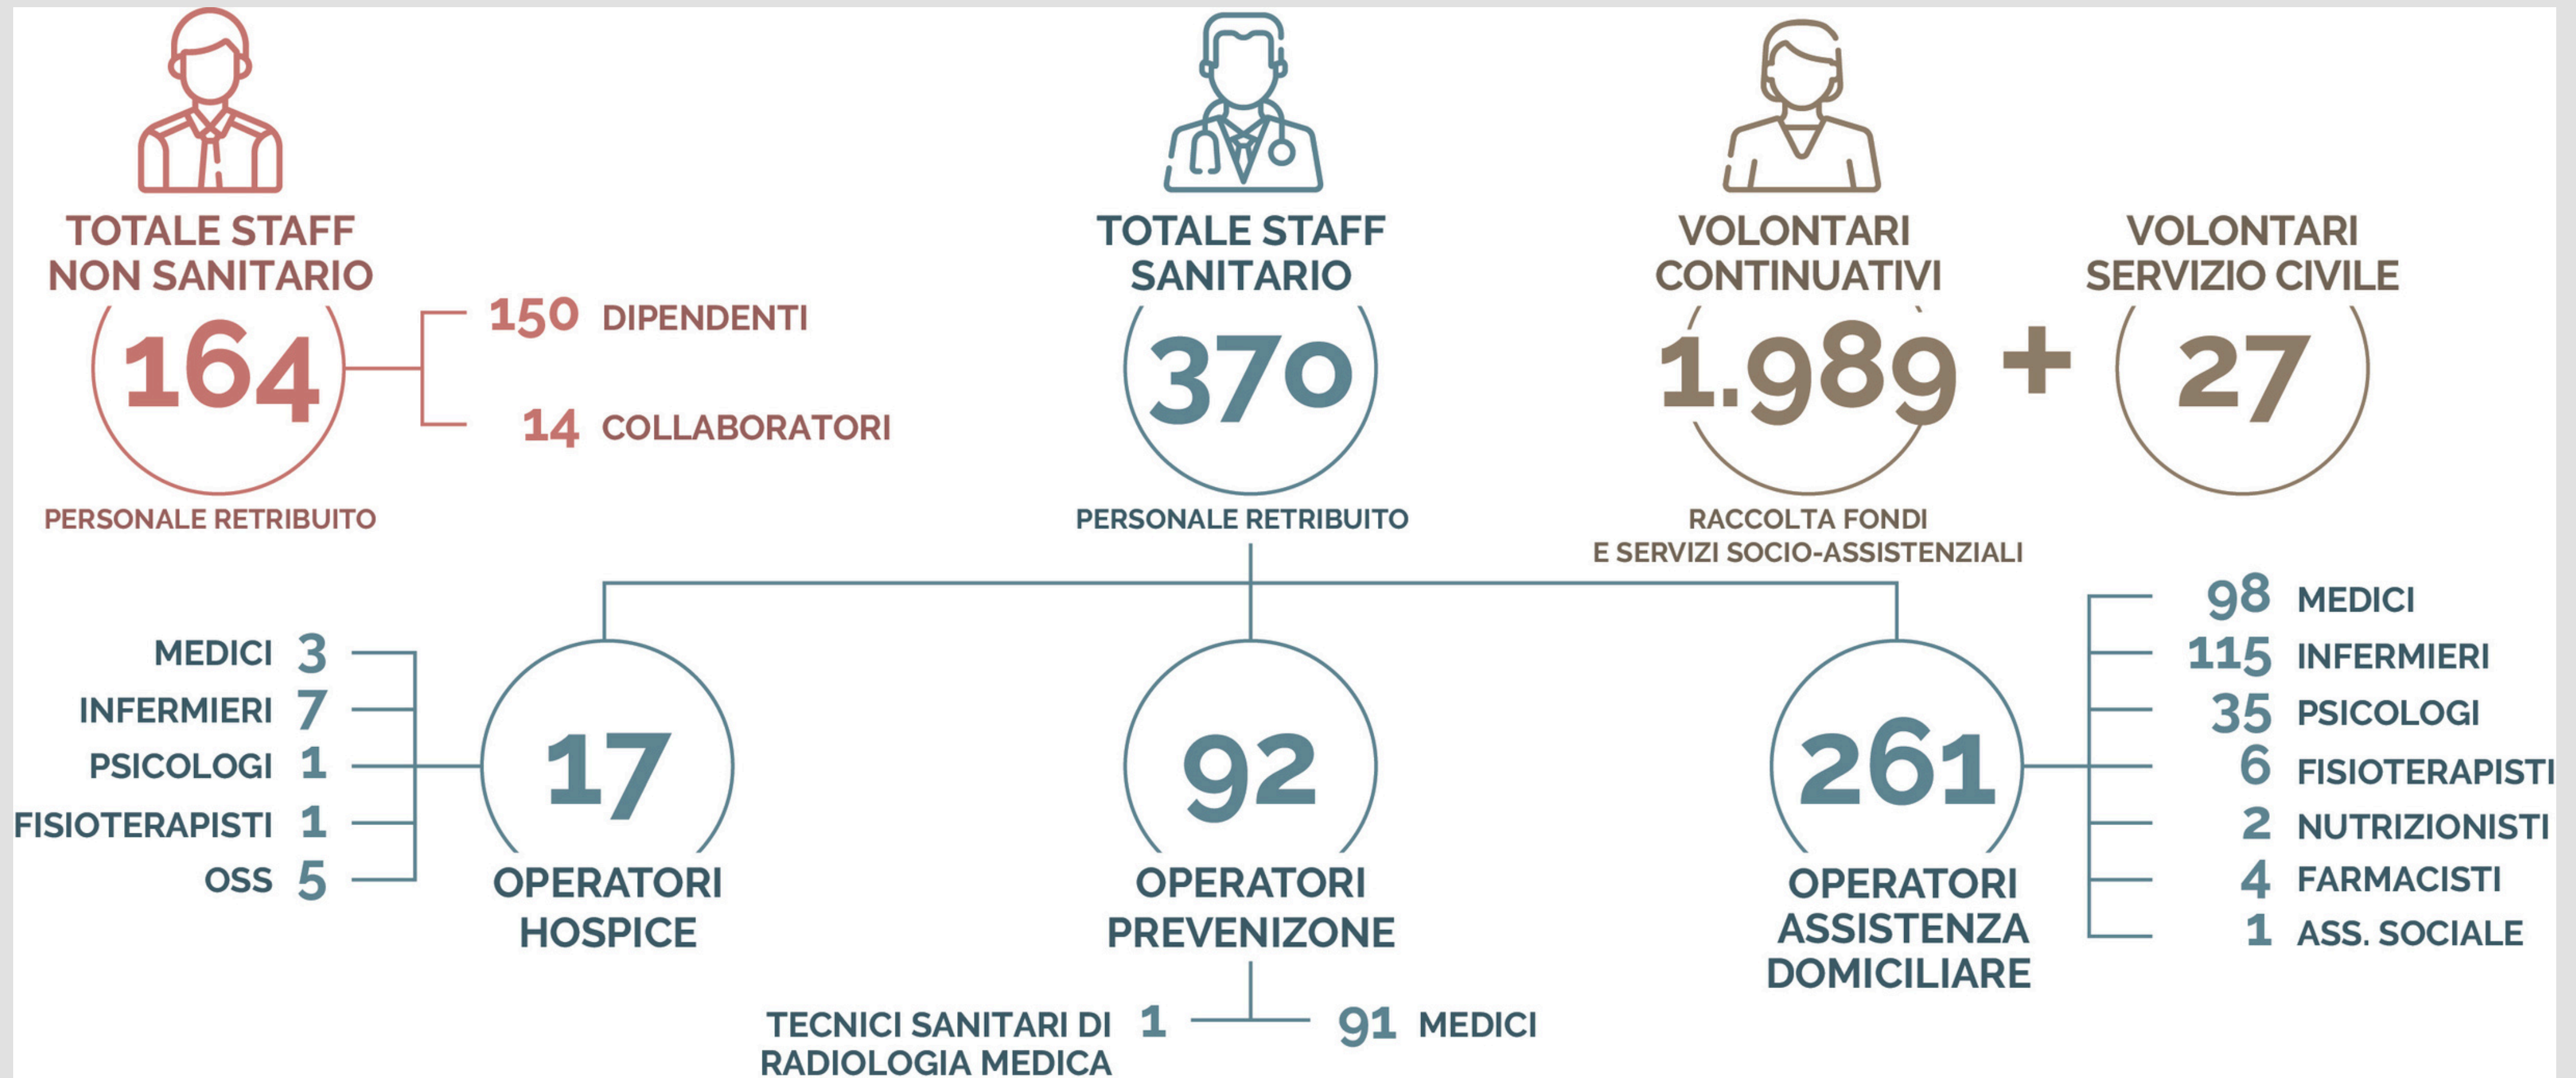 TOTALE STAFF
NON SANITARIO
164
PERSONALE RETRIBUITO
150 DIPENDENTI
14 COLLABORATORI
TOTALE STAFF
SANITARIO
370
PERSONALE RETRIBUITO
VOLONTARI
CONTINUATIVI
1.989
RACCOLTA FONDI
E SERVIZI SOCIO-ASSISTENZIALI
+
VOLONTARI
SERVIZIO CIVILE
27
MEDICI 3
INFERMIERI 7
PSICOLOGI 1
FISIOTERAPISTI 1
OSS 5
17
OPERATORI
HOSPICE
92
OPERATORI
PREVENIZONE
TECNICI SANITARI DI 1
RADIOLOGIA MEDICA
91 MEDICI
261
OPERATORI
ASSISTENZA
DOMICILIARE
98 MEDICI
115 INFERMIERI
35 PSICOLOGI
6 FISIOTERAPISTI
2 NUTRIZIONISTI
4 FARMACISTI
1 ASS. SOCIALE